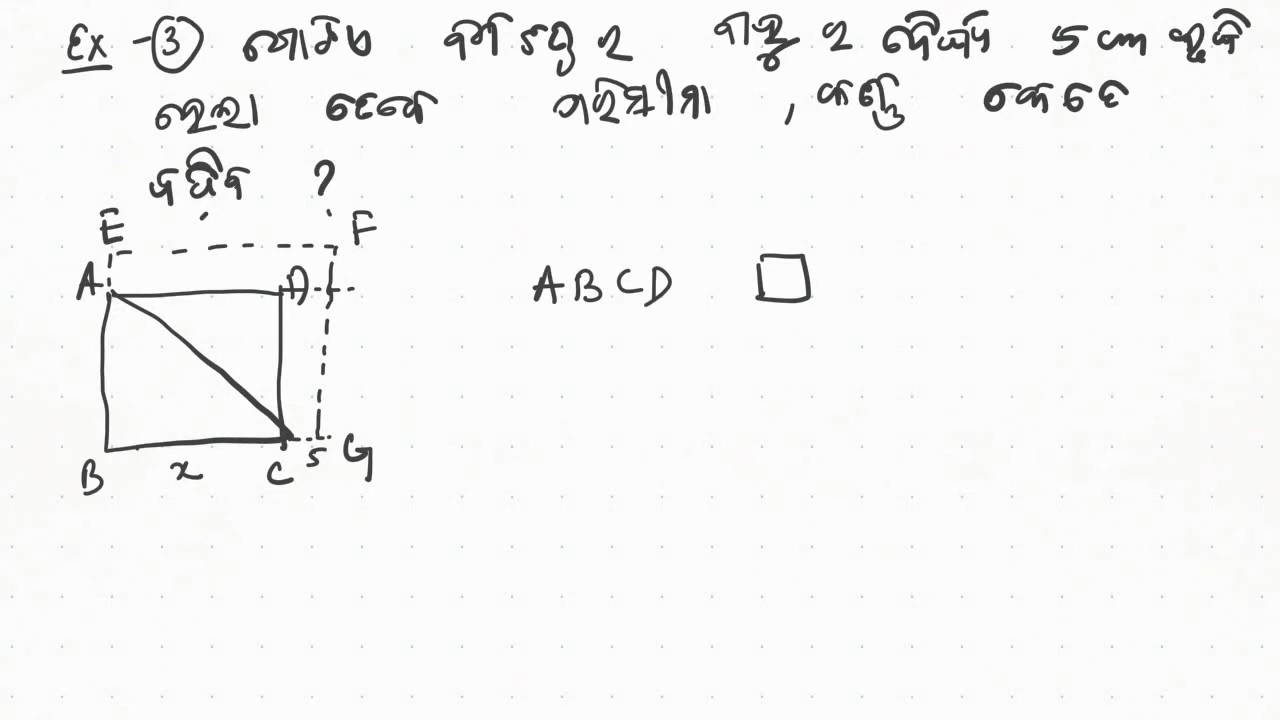 Ex - ③ ଗୋଟିଏ ବର୍ଗଚିତ୍ର ର ବାହୁ ର ଦୈର୍ଘ୍ୟ 5 cm ବୃଦ୍ଧି
ହେଲା ତେବେ ପରିସୀମା , କର୍ଣ୍ଣ କେତେ
ବଢିବ ?
E F
A D
ABCD □
B x C 5 G